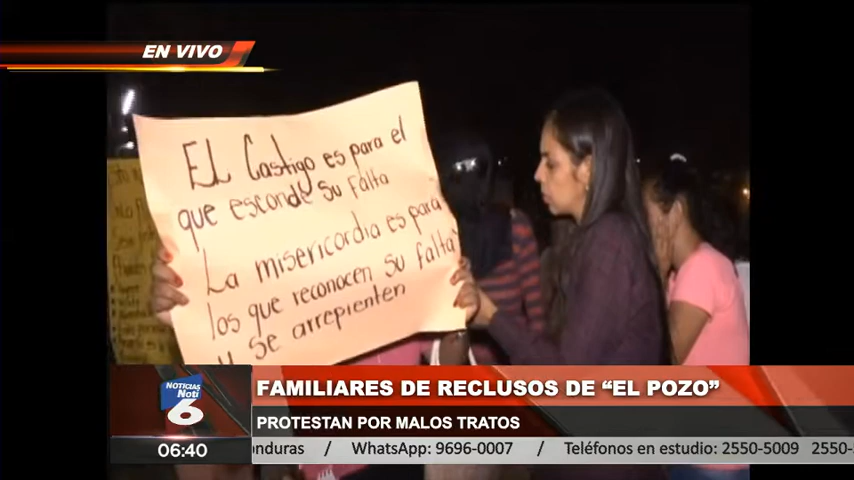 EN VIVO
El Castigo es para el
que esconde su falta
La misericordia es para
los que reconocen su falta
y se arrepienten
FAMILIARES DE RECLUSOS DE “EL POZO”
NOTICIAS
Noti
6
PROTESTAN POR MALOS TRATOS
06:40
onduras / WhatsApp: 9696-0007 / Teléfonos en estudio: 2550-5009 2550-